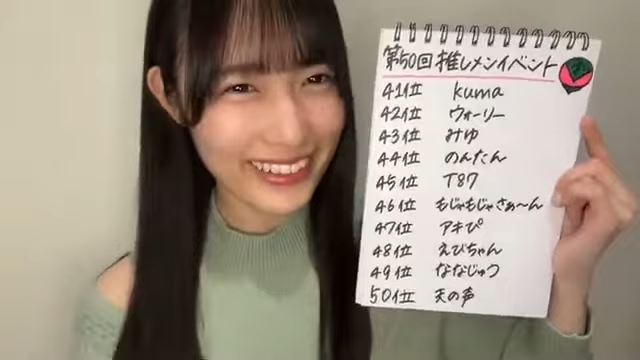 第50回推しメンイベント
41位 kuma
42位 ウォーリー
43位 みゆ
44位 のんたん
45位 T87
46位 もじゃもじゃさぁ〜ん
47位 アキぴ
48位 えびちゃん
49位 ななじゅつ
50位 天の声